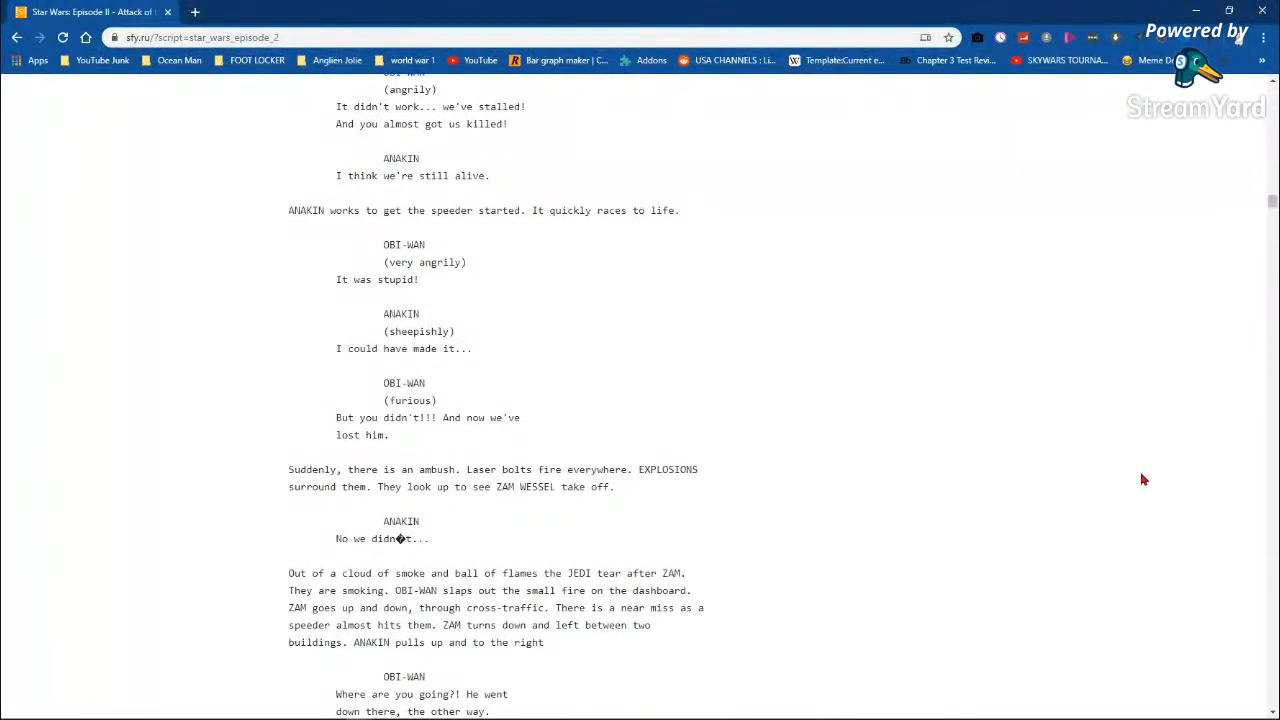 Star Wars: Episode II - Attack of
sfy.ru/?script=star_wars_episode_2
Powered by
StreamYard
Apps
YouTube Junk
Ocean Man
FOOT LOCKER
Anglien Jolie
world war 1
YouTube
Bar graph maker | C...
Addons
USA CHANNELS : Li...
Template:Current e...
Chapter 3 Test Revi...
SKYWARS TOURNA...
Meme De
OBI-WAN
(angrily)
It didn't work... we've stalled!
And you almost got us killed!
ANAKIN
I think we're still alive.
ANAKIN works to get the speeder started. It quickly races to life.
OBI-WAN
(very angrily)
It was stupid!
ANAKIN
(sheepishly)
I could have made it...
OBI-WAN
(furious)
But you didn't!!! And now we've
lost him.
Suddenly, there is an ambush. Laser bolts fire everywhere. EXPLOSIONS
surround them. They look up to see ZAM WESSEL take off.
ANAKIN
No we didn�t...
Out of a cloud of smoke and ball of flames the JEDI tear after ZAM.
They are smoking. OBI-WAN slaps out the small fire on the dashboard.
ZAM goes up and down, through cross-traffic. There is a near miss as a
speeder almost hits them. ZAM turns down and left between two
buildings. ANAKIN pulls up and to the right
OBI-WAN
Where are you going?! He went
down there, the other way.